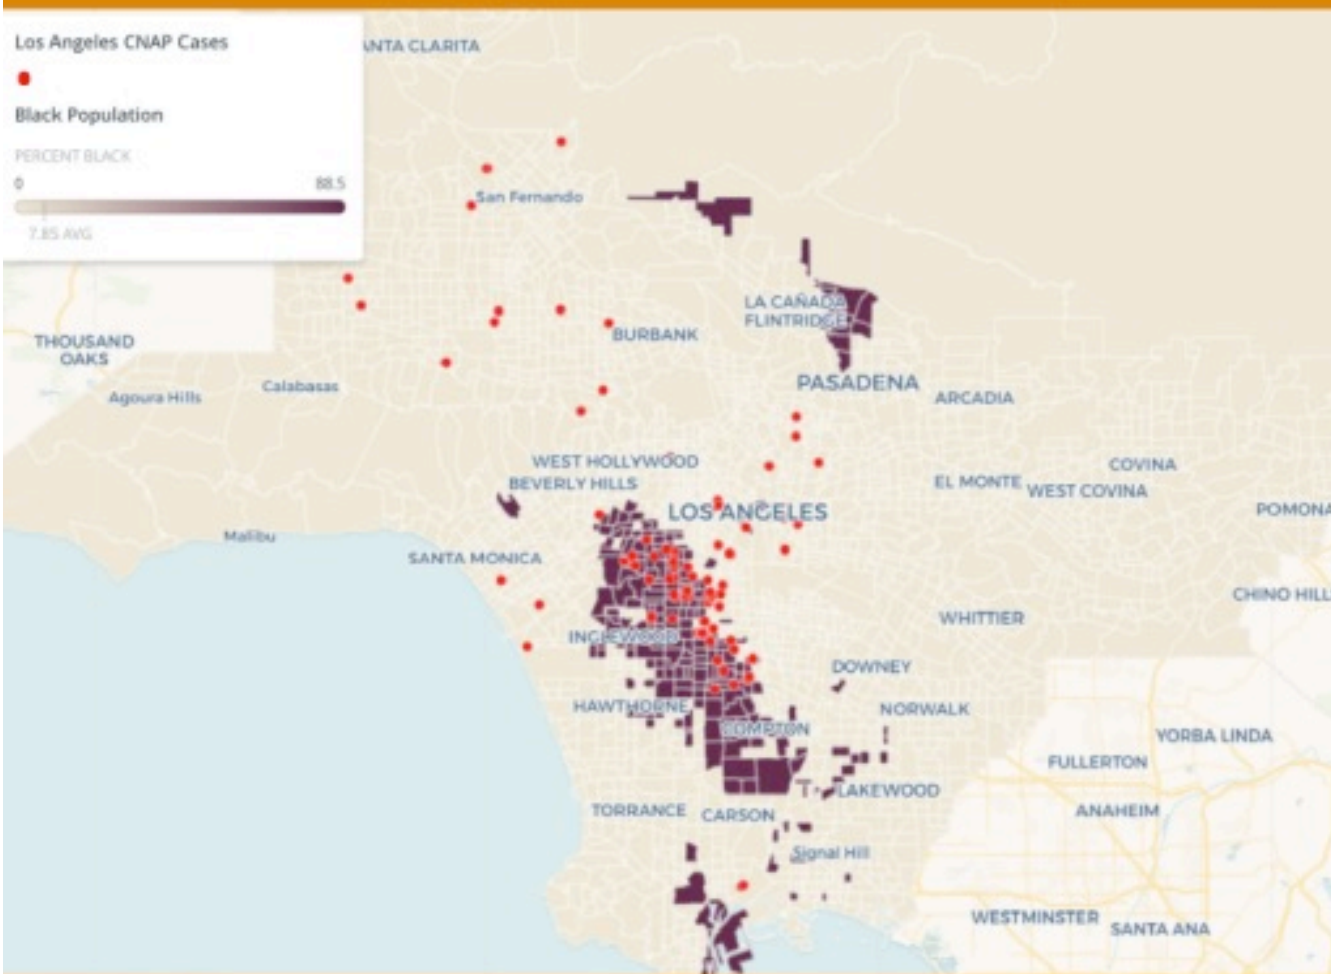 Los Angeles CNAP Cases
Black Population
PERCENT BLACK
0 88.5
7.85 AVG
ANTA CLARITA
San Fernando
LA CAÑADA
FLINTRIDGE
BURBANK
THOUSAND
OAKS
Agoura Hills
Calabasas
PASADENA
ARCADIA
WEST HOLLYWOOD
BEVERLY HILLS
EL MONTE
COVINA
WEST COVINA
LOS ANGELES
POMONA
Malibu
SANTA MONICA
CHINO HILL
WHITTIER
INGLEWOOD
DOWNEY
HAWTHORNE
NORWALK
COMPTON
YORBA LINDA
FULLERTON
LAKEWOOD
TORRANCE
CARSON
ANAHEIM
Signal Hill
WESTMINSTER
SANTA ANA